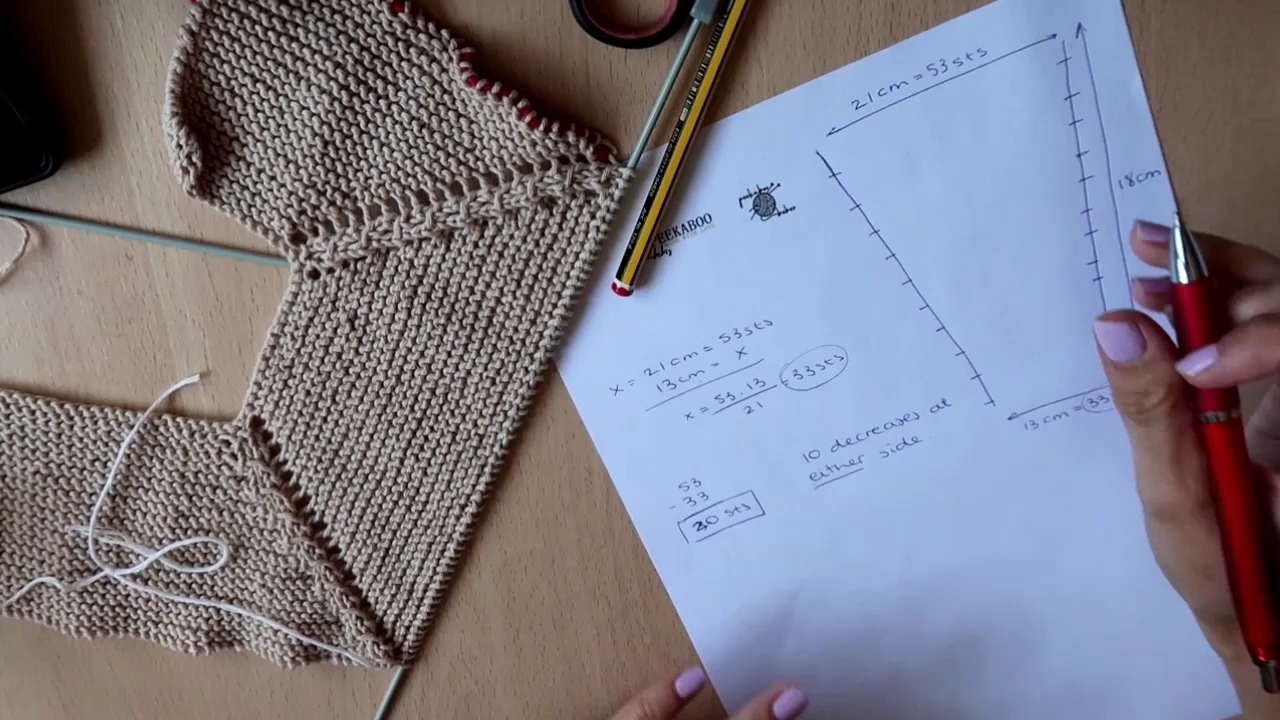 21cm = 53sts
18cm
EEKABOO
x = 21cm = 53sts
13cm = x
x = 53.13 = 33sts
21
13cm = 33
10 decreases at
either side.
53
- 33
20 sts